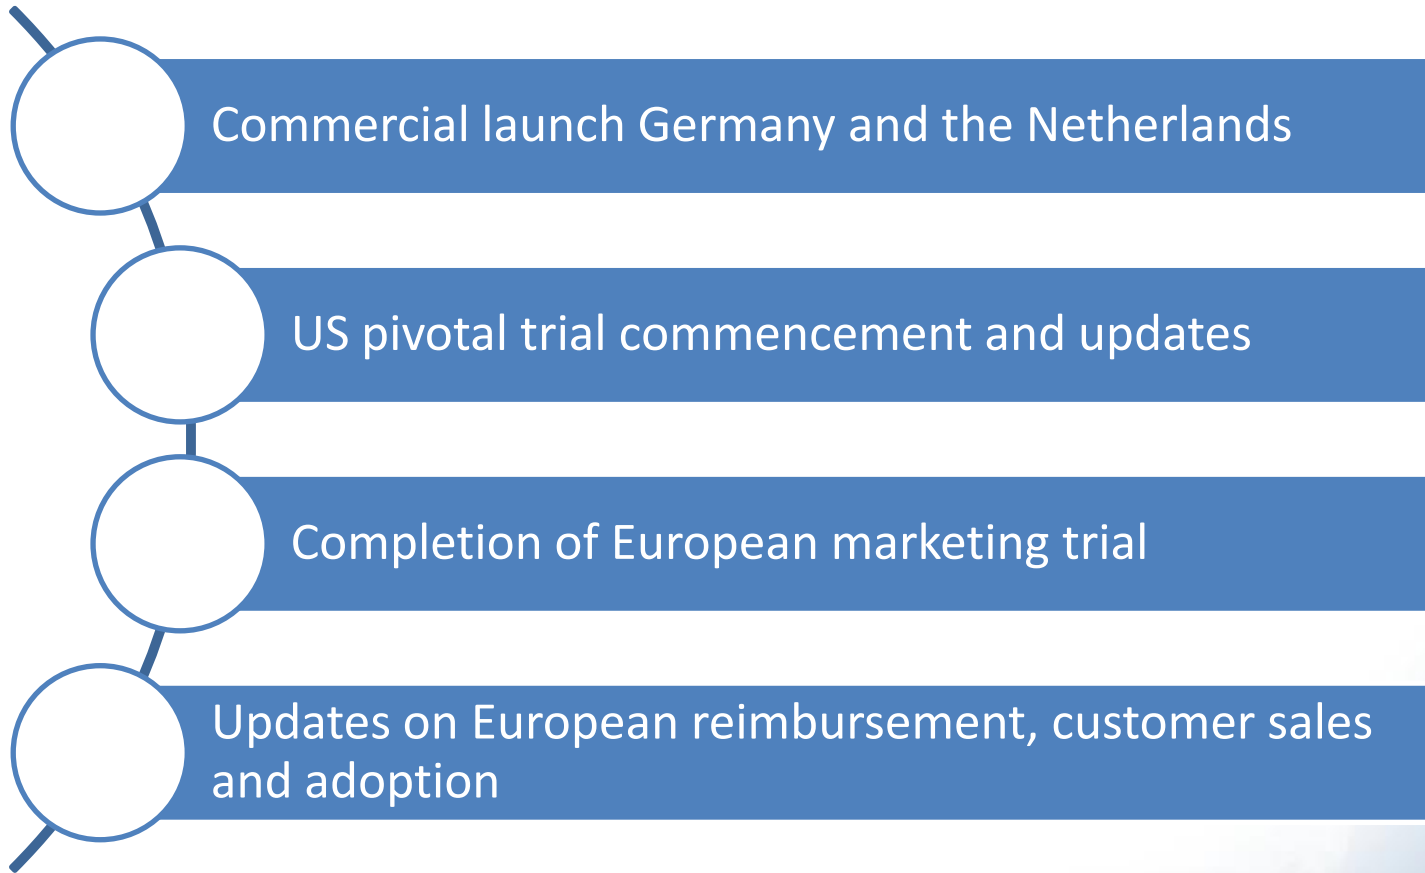 Commercial launch Germany and the Netherlands
US pivotal trial commencement and updates
Completion of European marketing trial
Updates on European reimbursement, customer sales
and adoption